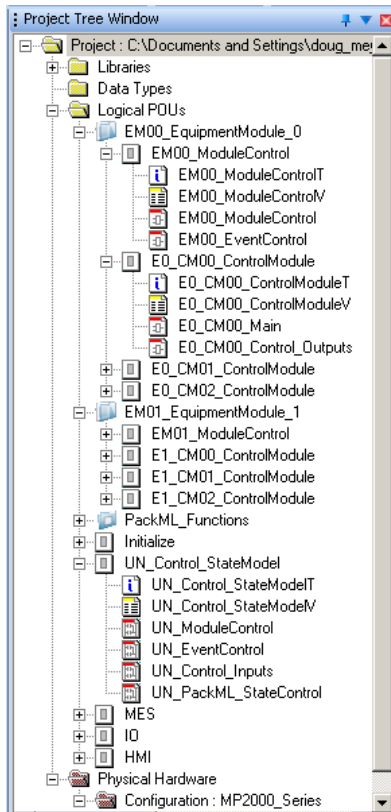 Project Tree Window
Project : C:\Documents and Settings\doug_me
Libraries
Data Types
Logical POUs
EM00_EquipmentModule_0
EM00_ModuleControl
EM00_ModuleControlT
EM00_ModuleControlV
EM00_ModuleControl
EM00_EventControl
E0_CM00_ControlModule
E0_CM00_ControlModuleT
E0_CM00_ControlModuleV
E0_CM00_Main
E0_CM00_Control_Outputs
E0_CM01_ControlModule
E0_CM02_ControlModule
EM01_EquipmentModule_1
EM01_ModuleControl
E1_CM00_ControlModule
E1_CM01_ControlModule
E1_CM02_ControlModule
PackML_Functions
Initialize
UN_Control_StateModel
UN_Control_StateModelT
UN_Control_StateModelV
UN_ModuleControl
UN_EventControl
UN_Control_Inputs
UN_PackML_StateControl
MES
IO
HMI
Physical Hardware
Configuration : MP2000_Series